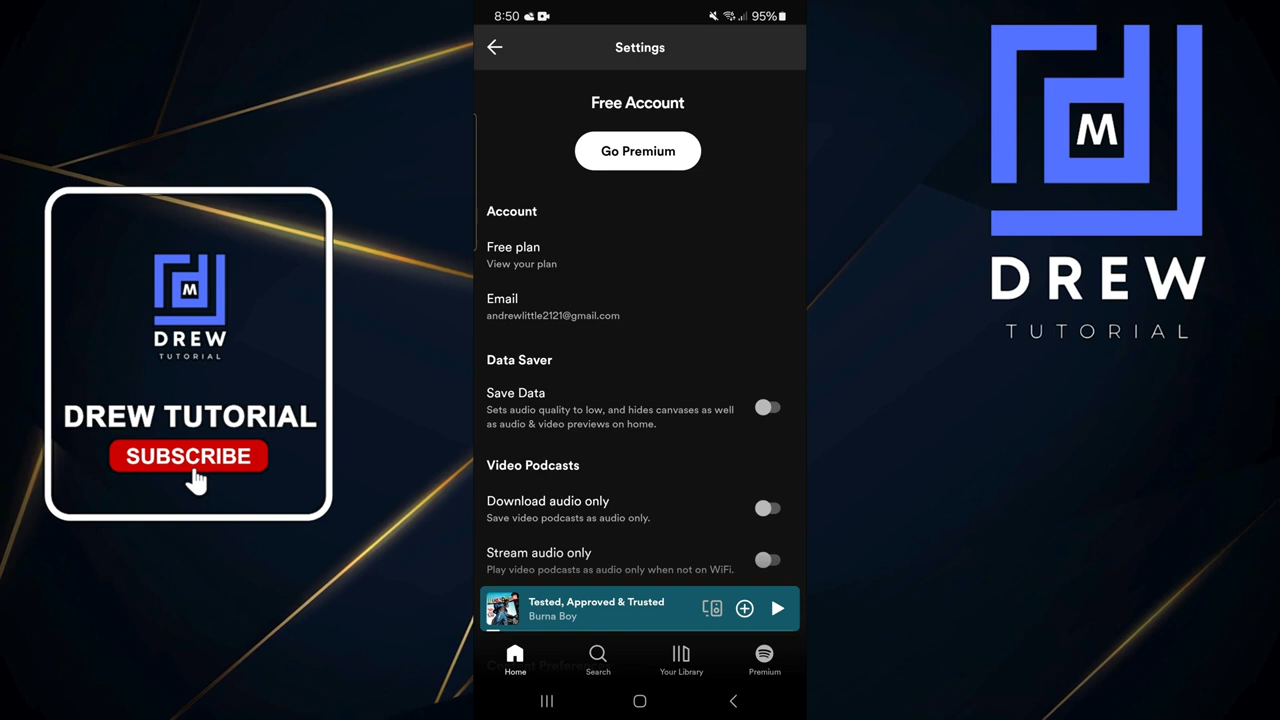 8:50
95%
Settings
Free Account
Go Premium
Account
Free plan
View your plan
Email
andrewlittle2121@gmail.com
Data Saver
Save Data
Sets audio quality to low, and hides canvases as well
as audio & video previews on home.
Video Podcasts
Download audio only
Save video podcasts as audio only.
Stream audio only
Play video podcasts as audio only when not on WiFi.
Tested, Approved & Trusted
Burna Boy
Content Preferences
Home
Search
Your Library
Premium
M
DREW
TUTORIAL
DREW TUTORIAL
SUBSCRIBE
M
DREW
TUTORIAL